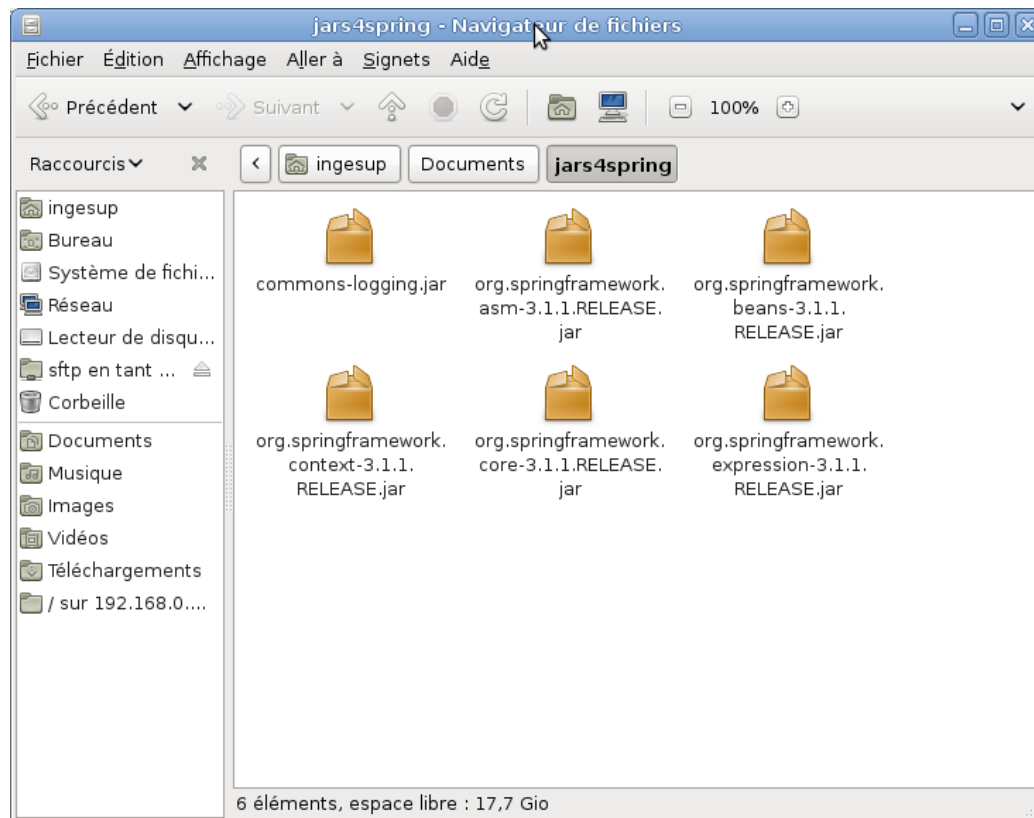 jars4spring - Navigateur de fichiers
Fichier Édition Affichage Aller à Signets Aide
Précédent Suivant 100%
Raccourcis
ingesup Documents jars4spring
ingesup
Bureau
Système de fichi...
Réseau
Lecteur de disqu...
sftp en tant ...
Corbeille
Documents
Musique
Images
Vidéos
Téléchargements
/ sur 192.168.0....
commons-logging.jar
org.springframework.
asm-3.1.1.RELEASE.
jar
org.springframework.
beans-3.1.1.
RELEASE.jar
org.springframework.
context-3.1.1.
RELEASE.jar
org.springframework.
core-3.1.1.RELEASE.
jar
org.springframework.
expression-3.1.1.
RELEASE.jar
6 éléments, espace libre : 17,7 Gio